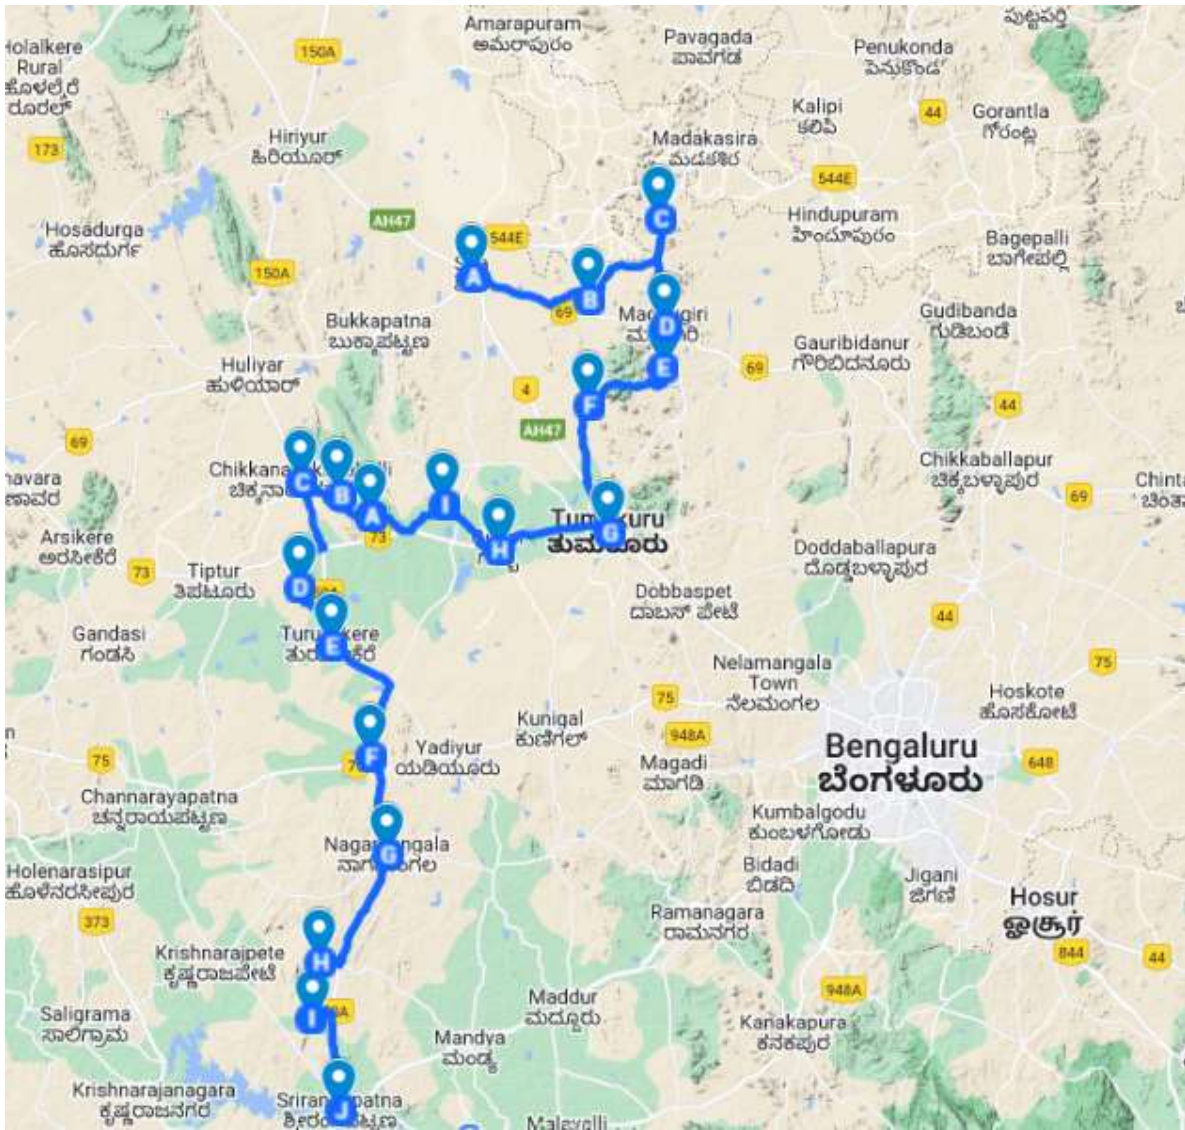 Amarapuram
ಅಮರಾಪುರಂ
Pavagada
ಪಾವಗಡ
Penukonda
ಪೆನುಕೊಂಡ
ಪುಟ್ಟಪರ್ತಿ
Holalkere
Rural
ಹೊಳಲ್ಕೆರೆ
ರೂರಲ್
150A
Hiriyur
ಹಿರಿಯೂರ್
173
Kalipi
ಕಲಿಪಿ
44
Gorantla
ಗೋರಂಟ್ಲ
Madakasira
ಮಡಕಶಿರ
544E
Hosadurga
ಹೊಸದುರ್ಗ
AH47
544E
C
Hindupuram
ಹಿಂದೂಪುರಂ
Bagepalli
ಬಾಗೇಪಲ್ಲಿ
150A
A
B
69
D
Bukkapatna
ಬುಕ್ಕಾಪಟ್ಟಣ
Gudibanda
ಗುಡಿಬಂಡೆ
Gauribidanur
ಗೌರಿಬಿದನೂರು
Huliyar
ಹುಳಿಯಾರ್
E
69
4
F
44
AH47
69
C
B
A
I
Chikkaballapur
ಚಿಕ್ಕಬಳ್ಳಾಪುರ
69
Arsikere
ಅರಸೀಕೆರೆ
73
H
G
Doddaballapura
ದೊಡ್ಡಬಳ್ಳಾಪುರ
73
Tiptur
ತಿಪಟೂರು
D
Dobbaspet
ದಾಬಸ್ ಪೇಟೆ
44
Gandasi
ಗಂಡಸಿ
E
Nelamangala
Town
ನೆಲಮಂಗಲ
75
75
Hoskote
ಹೊಸಕೋಟೆ
Kunigal
ಕುಣಿಗಲ್
948A
F
Yadiyur
ಯಡಿಯೂರು
75
Magadi
ಮಾಗಡಿ
Bengaluru
ಬೆಂಗಳೂರು
648
Channarayapatna
ಚನ್ನರಾಯಪಟ್ಟಣ
Kumbalgodu
ಕುಂಬಳಗೋಡು
G
Holenarasipur
ಹೊಳೆನರಸೀಪುರ
Bidadi
ಬಿಡದಿ
Jigani
ಜಿಗಣಿ
Hosur
ஓசூர்
373
Ramanagara
ರಾಮನಗರ
Krishnarajpete
ಕೃಷ್ಣರಾಜಪೇಟೆ
H
844
44
948A
Saligrama
ಸಾಲಿಗ್ರಾಮ
I
Maddur
ಮದ್ದೂರು
Kanakapura
ಕನಕಪುರ
Mandya
ಮಂಡ್ಯ
Krishnarajanagara
ಕೃಷ್ಣರಾಜನಗರ
J